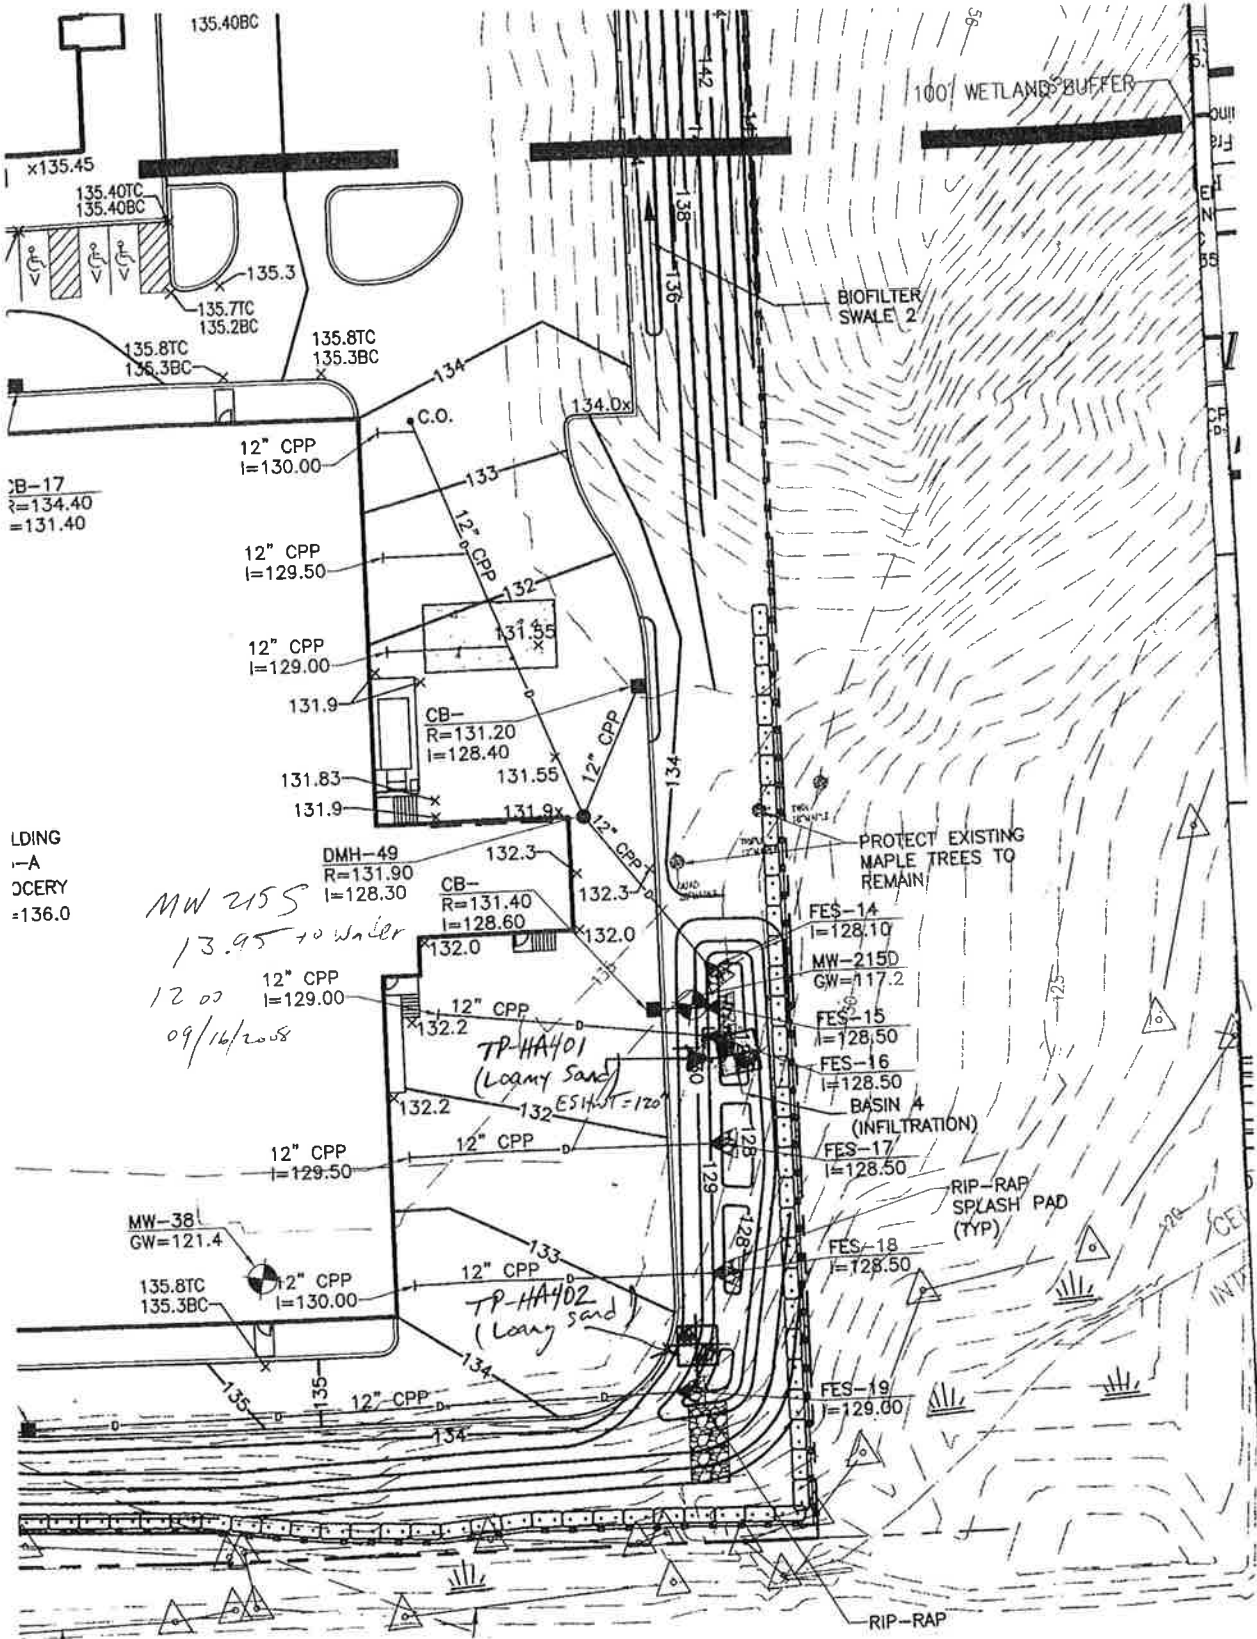 135.40BC
142
56
100' WETLAND BUFFER
×135.45
135.40TC
135.40BC
138
136
135.3
135.7TC
135.2BC
BIOFILTER
SWALE 2
135.8TC
135.3BC
135.8TC
135.3BC
134
134.0×
C.O.
12" CPP
I=130.00
133
CB-17
R=134.40
=131.40
12" CPP
12" CPP
I=129.50
132
131.55
12" CPP
I=129.00
131.9
CB-
R=131.20
I=128.40
12" CPP
131.55
134
131.83
131.9
131.9×
12" CPP
LDING
-A
OCERY
=136.0
DMH-49
R=131.90
I=128.30
132.3
132.3
PROTECT EXISTING
MAPLE TREES TO
REMAIN
CB-
R=131.40
I=128.60
MW 215S
13.95 to water
12 00
09/16/2008
132.0
132.0
FES-14
I=128.10
MW-215D
GW=117.2
125
12" CPP
I=129.00
12" CPP
D
132.2
FES-15
I=128.50
TP-HA401
(Loamy Sand)
ESHWT=120"
FES-16
I=128.50
BASIN 4
(INFILTRATION)
132.2
132
128
12" CPP
I=129.50
12" CPP
D
129
FES-17
I=128.50
RIP-RAP
SPLASH PAD
(TYP)
MW-38
GW=121.4
133
128
120
FES-18
I=128.50
135.8TC
135.3BC
12" CPP
I=130.00
12" CPP
D
TP-HA402
(Loamy Sand)
134
135
135
12" CPP
D
D
D
134
FES-19
I=129.00
RIP-RAP